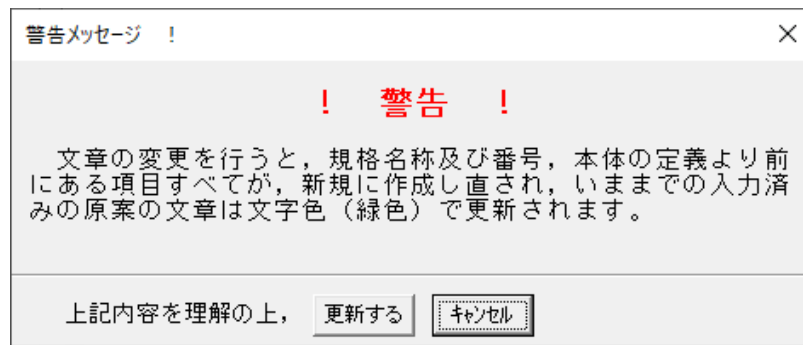 警告メッセージ !
! 警告 !
文章の変更を行うと，規格名称及び番号，本体の定義より前
にある項目すべてが，新規に作成し直され，いままでの入力済
みの原案の文章は文字色（緑色）で更新されます。
上記内容を理解の上， 更新する ｷｬﾝｾﾙ